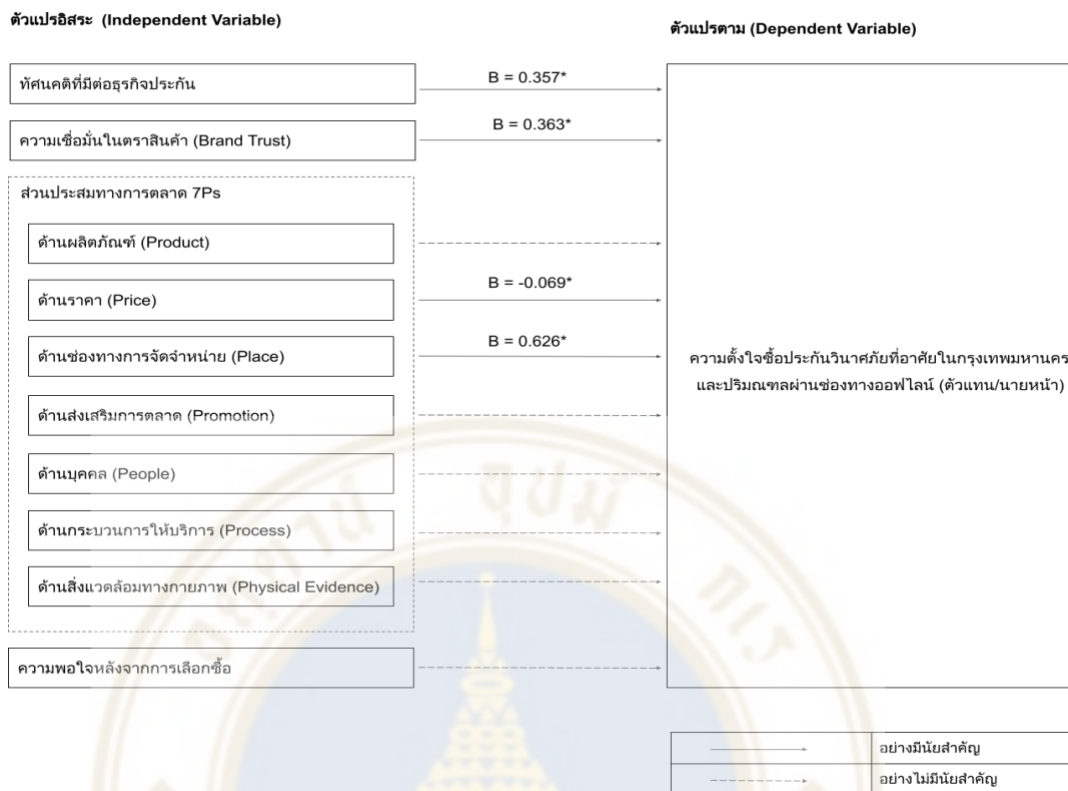 ตัวแปรอิสระ (Independent Variable)
ตัวแปรตาม (Dependent Variable)
ทัศนคติที่มีต่อธุรกิจประกัน
B = 0.357*
ความเชื่อมั่นในตราสินค้า (Brand Trust)
B = 0.363*
ส่วนประสมทางการตลาด 7Ps
ด้านผลิตภัณฑ์ (Product)
ด้านราคา (Price)
B = -0.069*
ด้านช่องทางการจัดจำหน่าย (Place)
B = 0.626*
ด้านส่งเสริมการตลาด (Promotion)
ด้านบุคคล (People)
ด้านกระบวนการให้บริการ (Process)
ด้านสิ่งแวดล้อมทางกายภาพ (Physical Evidence)
ความพอใจหลังจากการเลือกซื้อ
ความตั้งใจซื้อประกันวินาศภัยที่อาศัยในกรุงเทพมหานคร
และปริมณฑลผ่านช่องทางออฟไลน์ (ตัวแทน/นายหน้า)
อย่างมีนัยสำคัญ
อย่างไม่มีนัยสำคัญ